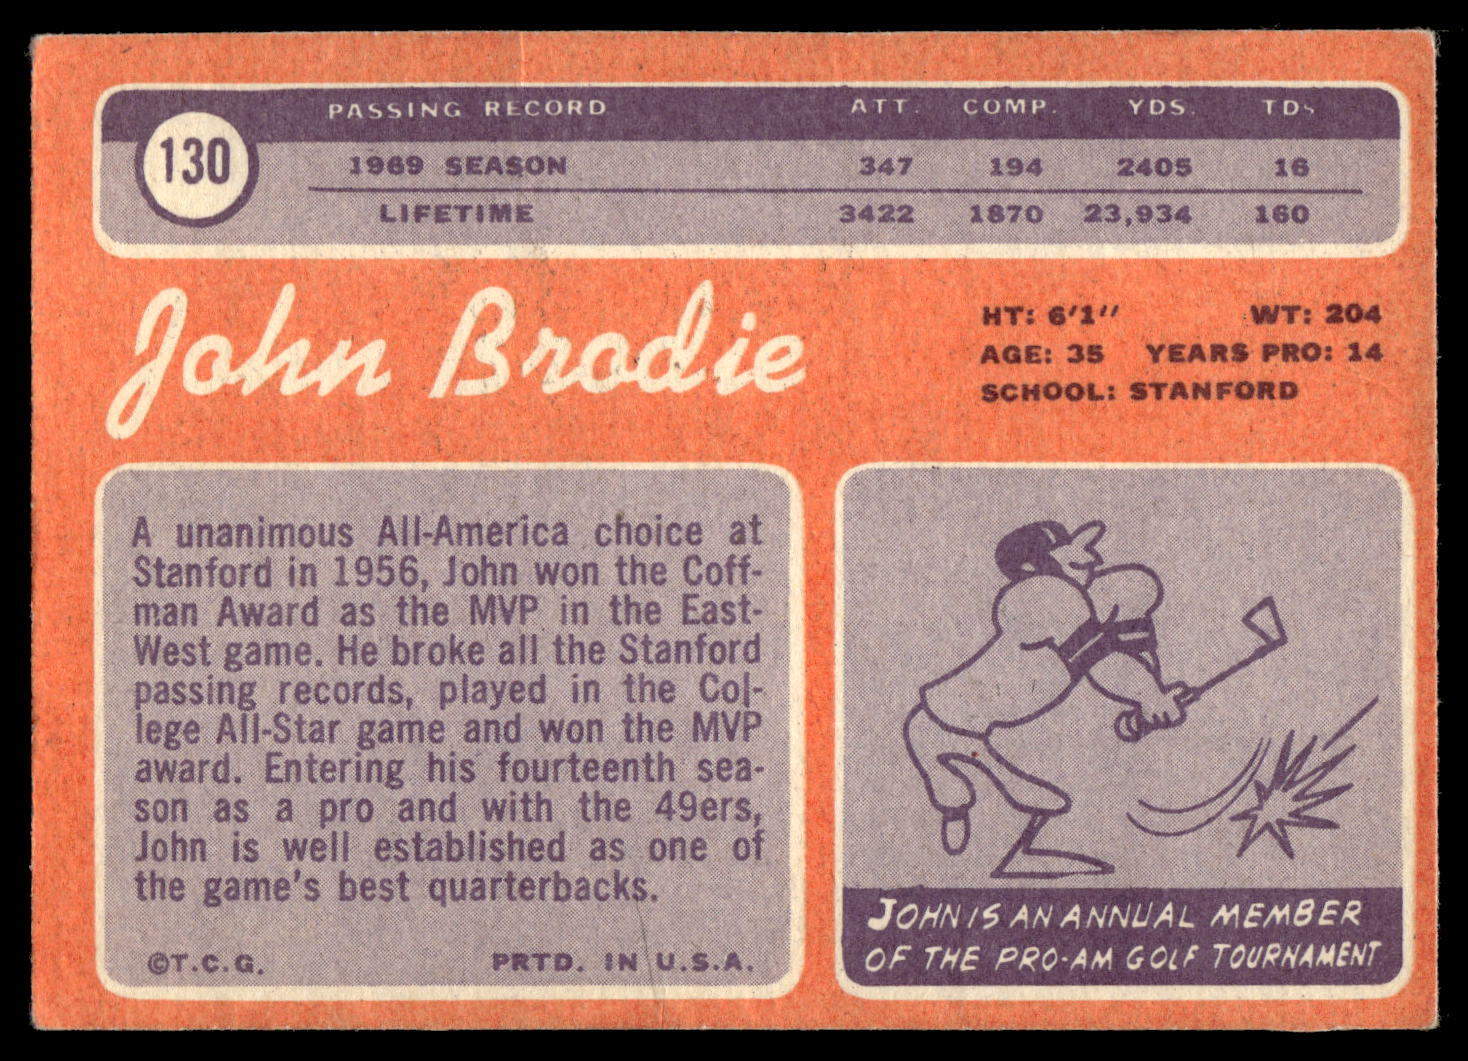 130
PASSING RECORD ATT. COMP. YDS. TDS
1969 SEASON 347 194 2405 16
LIFETIME 3422 1870 23,934 160
John Brodie
HT: 6'1" WT: 204
AGE: 35 YEARS PRO: 14
SCHOOL: STANFORD
A unanimous All-America choice at
Stanford in 1956, John won the Coff-
man Award as the MVP in the East-
West game. He broke all the Stanford
passing records, played in the Col-
lege All-Star game and won the MVP
award. Entering his fourteenth sea-
son as a pro and with the 49ers,
John is well established as one of
the game's best quarterbacks.
©T.C.G. PRTD. IN U.S.A.
JOHN IS AN ANNUAL MEMBER
OF THE PRO-AM GOLF TOURNAMENT